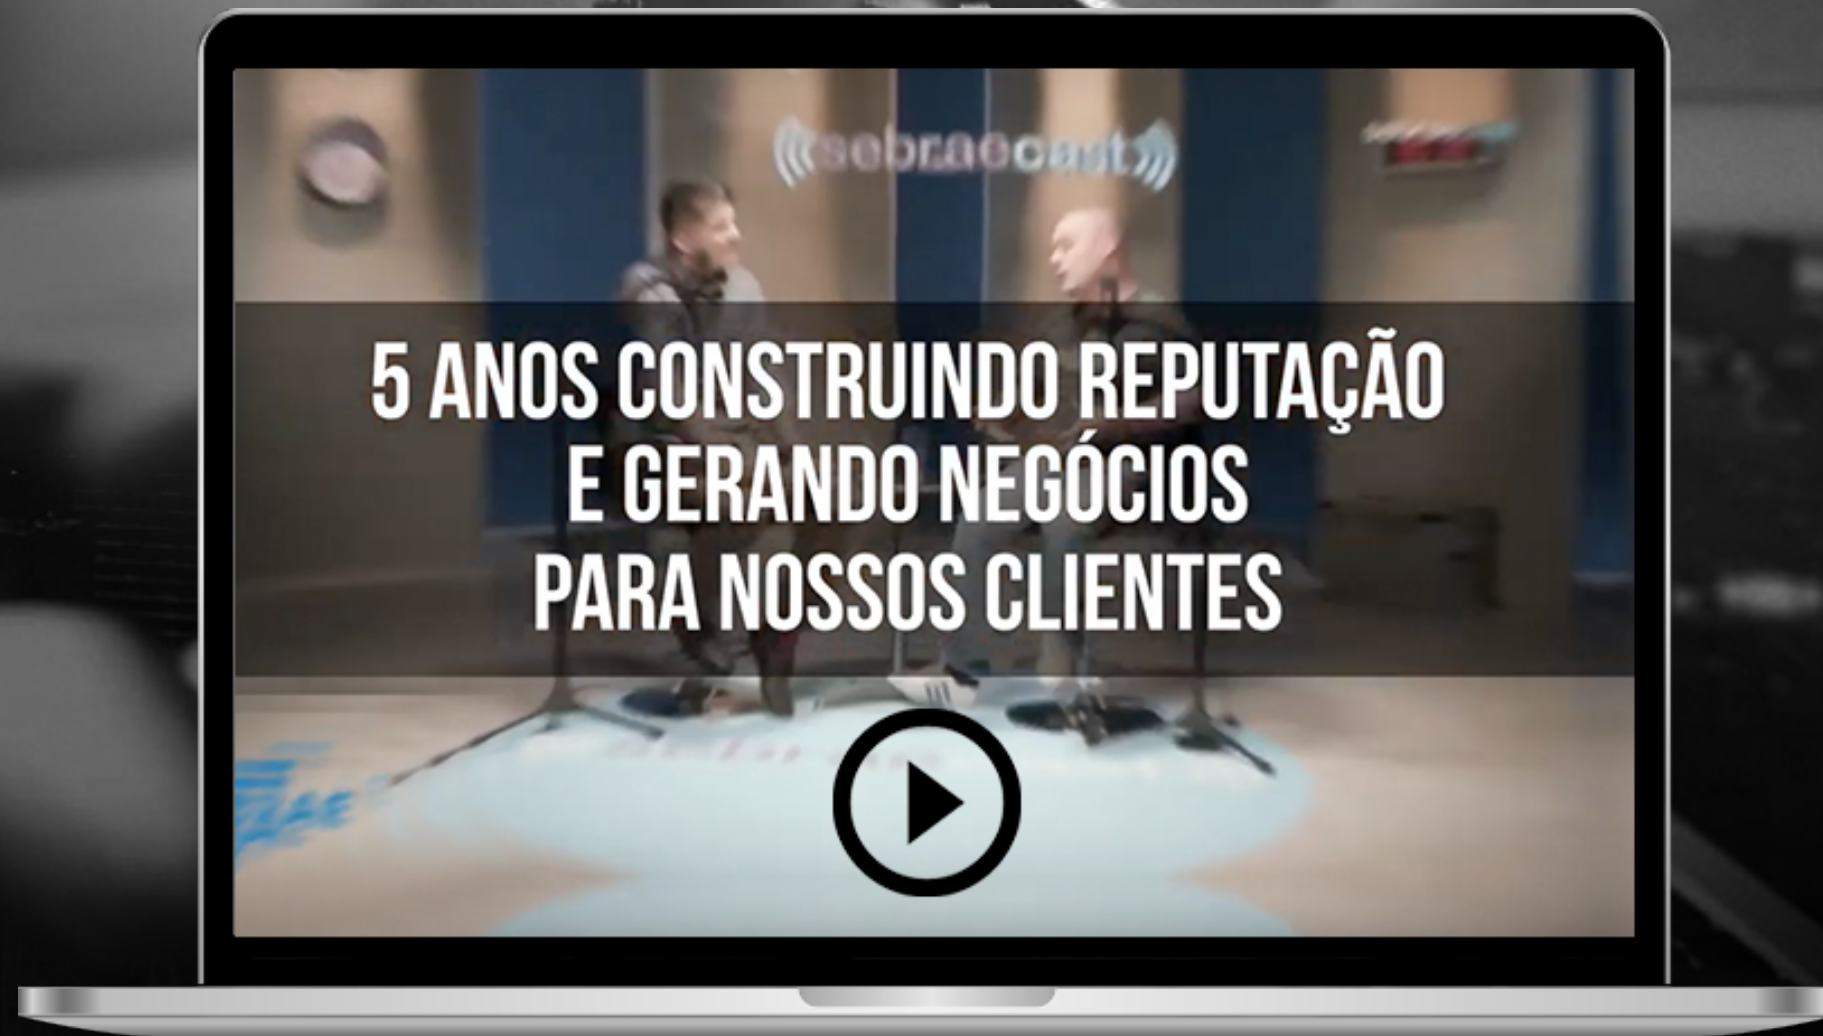 sebraecast
5 ANOS CONSTRUINDO REPUTAÇÃO
E GERANDO NEGÓCIOS
PARA NOSSOS CLIENTES